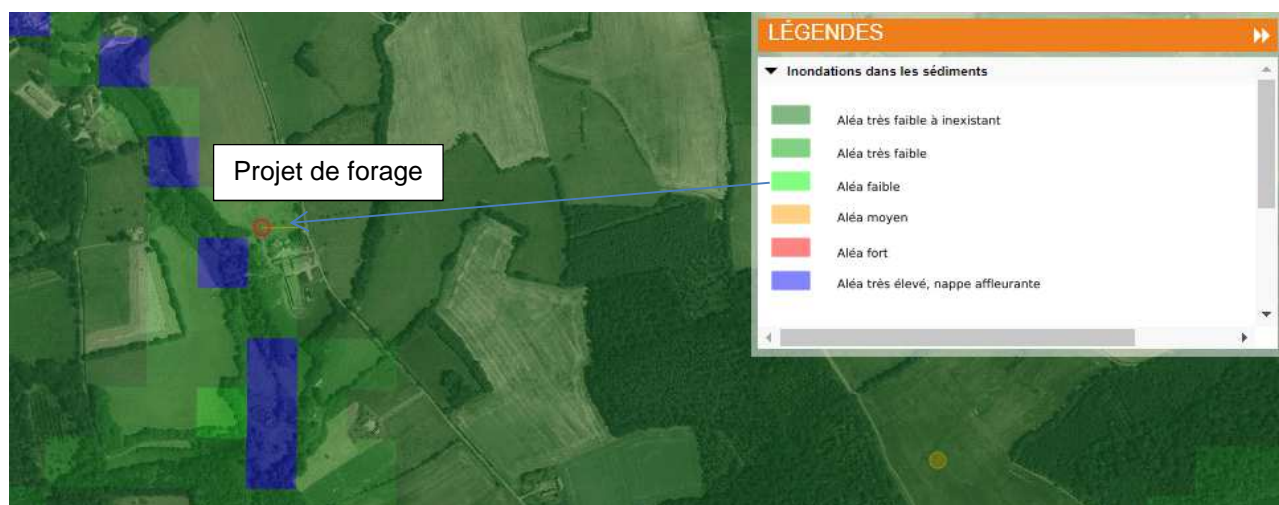 LÉGENDES
Inondations dans les sédiments
Aléa très faible à inexistant
Aléa très faible
Aléa faible
Aléa moyen
Aléa fort
Aléa très élevé, nappe affleurante
Projet de forage